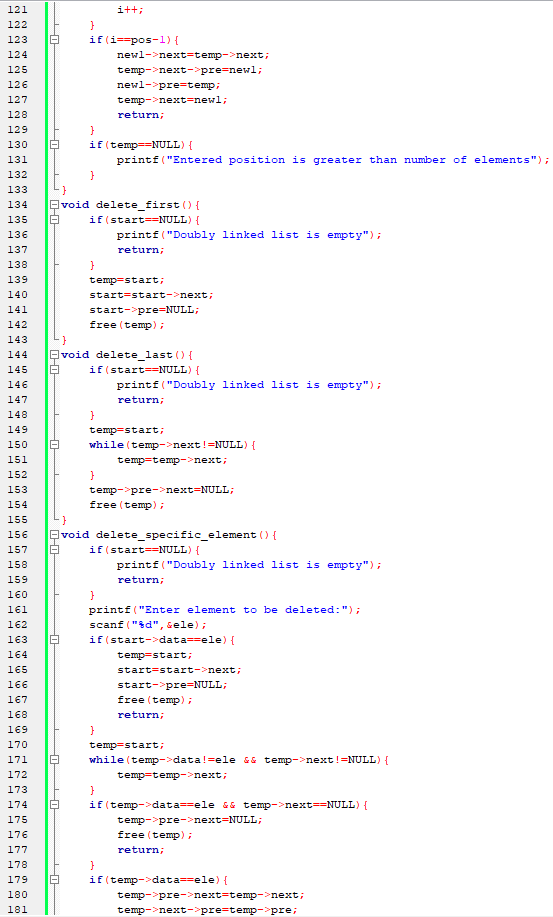 121 i++;
122 }
123 if(i==pos-1){
124 newl->next=temp->next;
125 temp->next->pre=newl;
126 newl->pre=temp;
127 temp->next=newl;
128 return;
129 }
130 if(temp==NULL){
131 printf("Entered position is greater than number of elements");
132 }
133 }
134 void delete_first(){
135 if(start==NULL){
136 printf("Doubly linked list is empty");
137 return;
138 }
139 temp=start;
140 start=start->next;
141 start->pre=NULL;
142 free(temp);
143 }
144 void delete_last(){
145 if(start==NULL){
146 printf("Doubly linked list is empty");
147 return;
148 }
149 temp=start;
150 while(temp->next!=NULL){
151 temp=temp->next;
152 }
153 temp->pre->next=NULL;
154 free(temp);
155 }
156 void delete_specific_element(){
157 if(start==NULL){
158 printf("Doubly linked list is empty");
159 return;
160 }
161 printf("Enter element to be deleted:");
162 scanf("%d",&ele);
163 if(start->data==ele){
164 temp=start;
165 start=start->next;
166 start->pre=NULL;
167 free(temp);
168 return;
169 }
170 temp=start;
171 while(temp->data!=ele && temp->next!=NULL){
172 temp=temp->next;
173 }
174 if(temp->data==ele && temp->next==NULL){
175 temp->pre->next=NULL;
176 free(temp);
177 return;
178 }
179 if(temp->data==ele){
180 temp->pre->next=temp->next;
181 temp->next->pre=temp->pre;